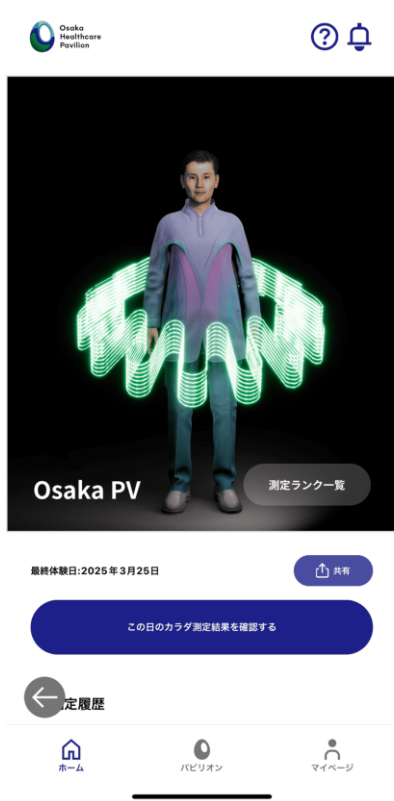 Osaka
Healthcare
Pavilion
Osaka PV
測定ランク一覧
最終体験日:2025年3月25日
共有
この日のカラダ測定結果を確認する
定履歴
ホーム
パビリオン
マイページ